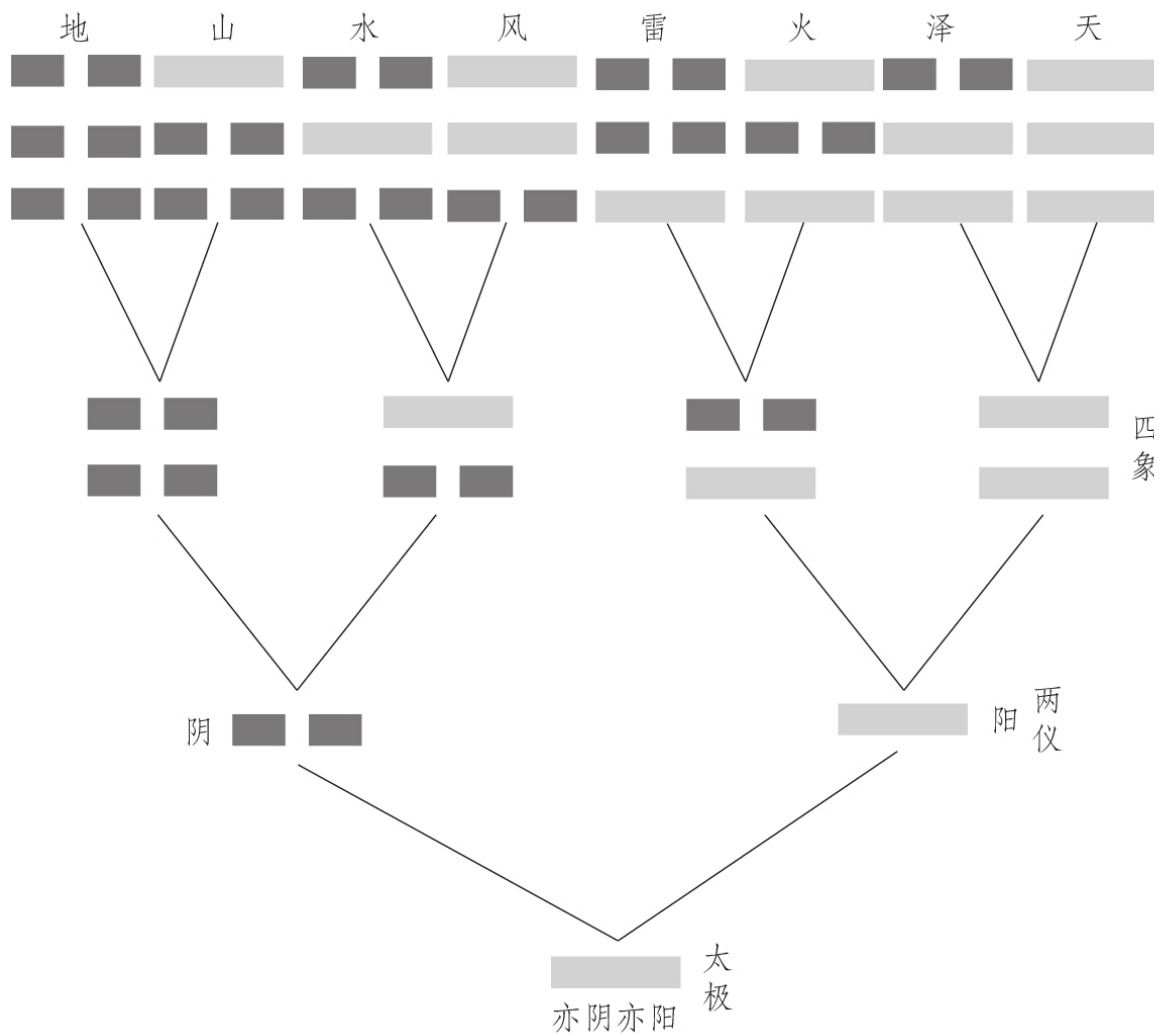 地 山 水 风 雷 火 泽 天
四象
阴
阳
两仪
太极
亦阴亦阳